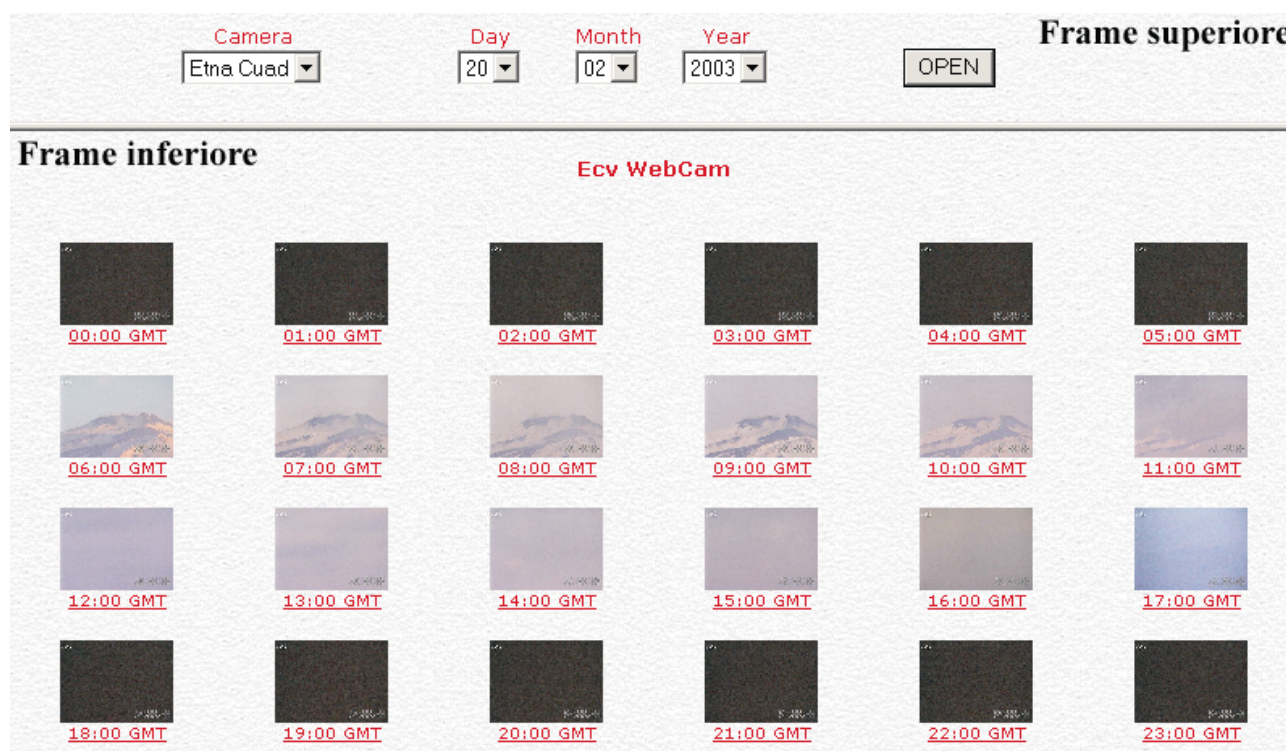 Camera Day Month Year Frame superiore
Etna Cuad 20 02 2003 OPEN
Frame inferiore
Ecv WebCam
00:00 GMT 01:00 GMT 02:00 GMT 03:00 GMT 04:00 GMT 05:00 GMT
06:00 GMT 07:00 GMT 08:00 GMT 09:00 GMT 10:00 GMT 11:00 GMT
12:00 GMT 13:00 GMT 14:00 GMT 15:00 GMT 16:00 GMT 17:00 GMT
18:00 GMT 19:00 GMT 20:00 GMT 21:00 GMT 22:00 GMT 23:00 GMT